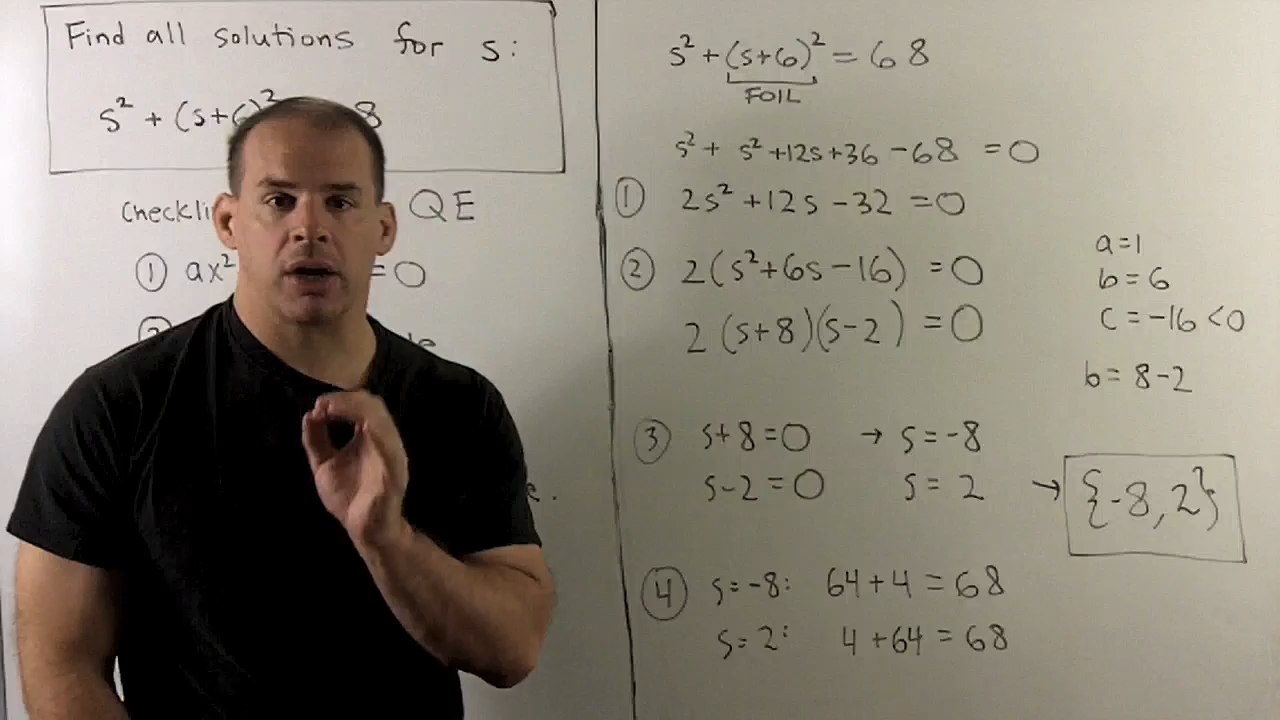 Find all solutions for s:
s² + (s+6)² 8
Checkli QE
① ax² =0
②
s² + (s+6)² = 68
FOIL
s² + s² +12s+36 -68 =0
① 2s² +12s -32 =0
② 2(s²+6s-16) =0
2 (s+8)(s-2) =0
a=1
b=6
c=-16<0
b=8-2
③ s+8=0 → s=-8
s-2=0 s=2 → {-8,2}
④ s=-8: 64+4=68
s=2: 4+64=68